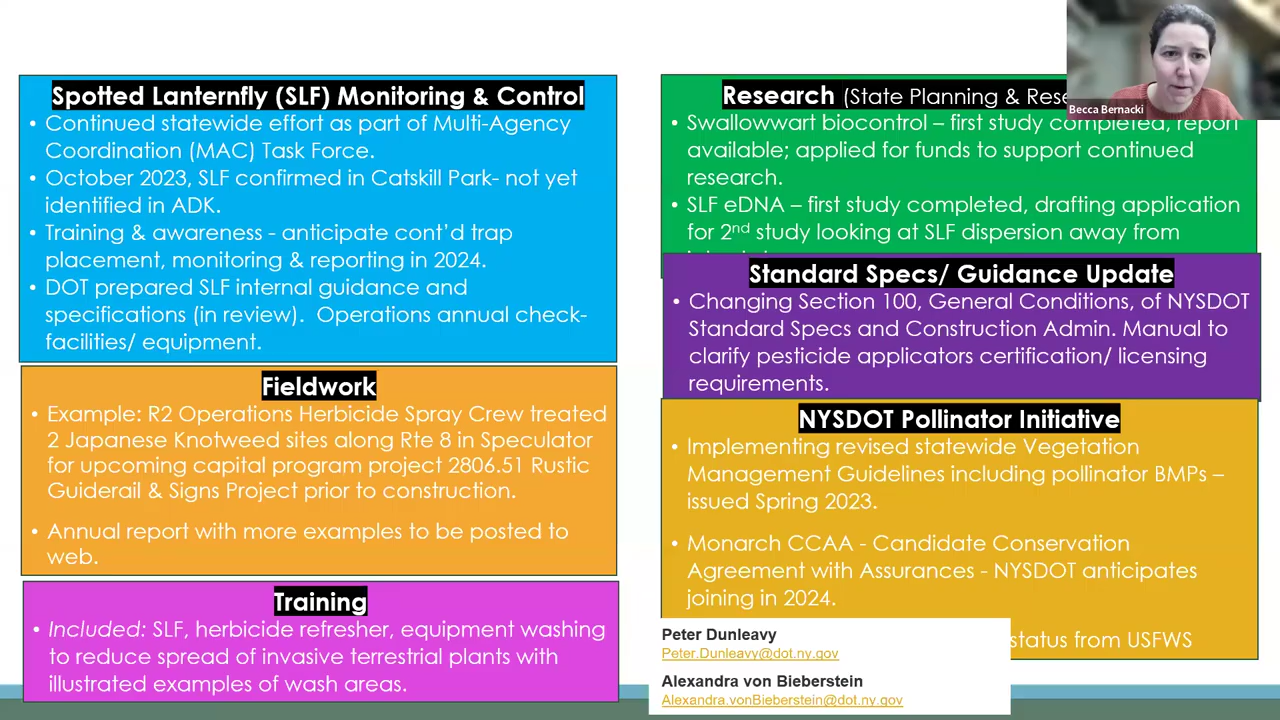 Spotted Lanternfly (SLF) Monitoring & Control
• Continued statewide effort as part of Multi-Agency
Coordination (MAC) Task Force.
• October 2023, SLF confirmed in Catskill Park- not yet
identified in ADK.
• Training & awareness - anticipate cont'd trap
placement, monitoring & reporting in 2024.
• DOT prepared SLF internal guidance and
specifications (in review).  Operations annual check-
facilities/ equipment.
Fieldwork
• Example: R2 Operations Herbicide Spray Crew treated
2 Japanese Knotweed sites along Rte 8 in Speculator
for upcoming capital program project 2806.51 Rustic
Guiderail & Signs Project prior to construction.
• Annual report with more examples to be posted to
web.
Training
• Included: SLF, herbicide refresher, equipment washing
to reduce spread of invasive terrestrial plants with
illustrated examples of wash areas.
Research (State Planning &
Becca Bernacki
• Swallowwart biocontrol – first study completed, report
available; applied for funds to support continued
research.
• SLF eDNA – first study completed, drafting application
for 2nd study looking at SLF dispersion away from
Standard Specs/ Guidance Update
• Changing Section 100, General Conditions, of NYSDOT
Standard Specs and Construction Admin. Manual to
clarify pesticide applicators certification/ licensing
requirements.
NYSDOT Pollinator Initiative
• Implementing revised statewide Vegetation
Management Guidelines including pollinator BMPs –
issued Spring 2023.
• Monarch CCAA - Candidate Conservation
Agreement with Assurances - NYSDOT anticipates
joining in 2024.
status from USFWS
Peter Dunleavy
Peter.Dunleavy@dot.ny.gov
Alexandra von Bieberstein
Alexandra.vonBieberstein@dot.ny.gov